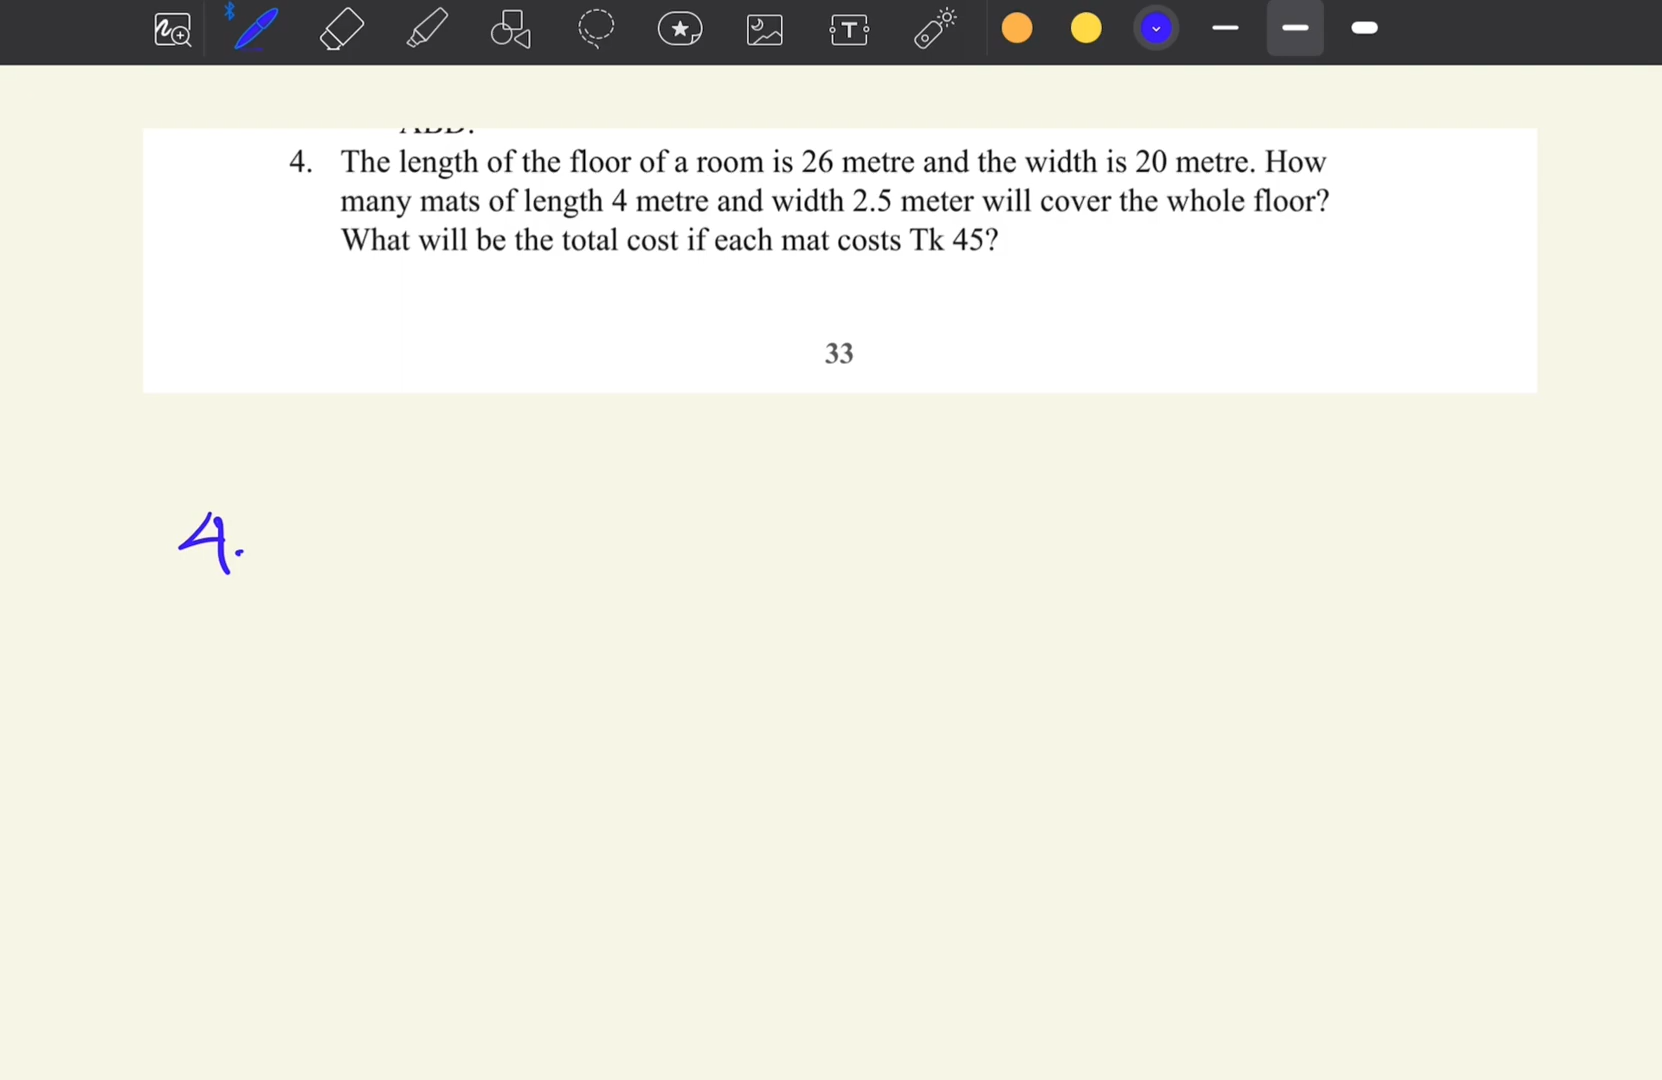 ABD.
4. The length of the floor of a room is 26 metre and the width is 20 metre. How
many mats of length 4 metre and width 2.5 meter will cover the whole floor?
What will be the total cost if each mat costs Tk 45?
33
4.